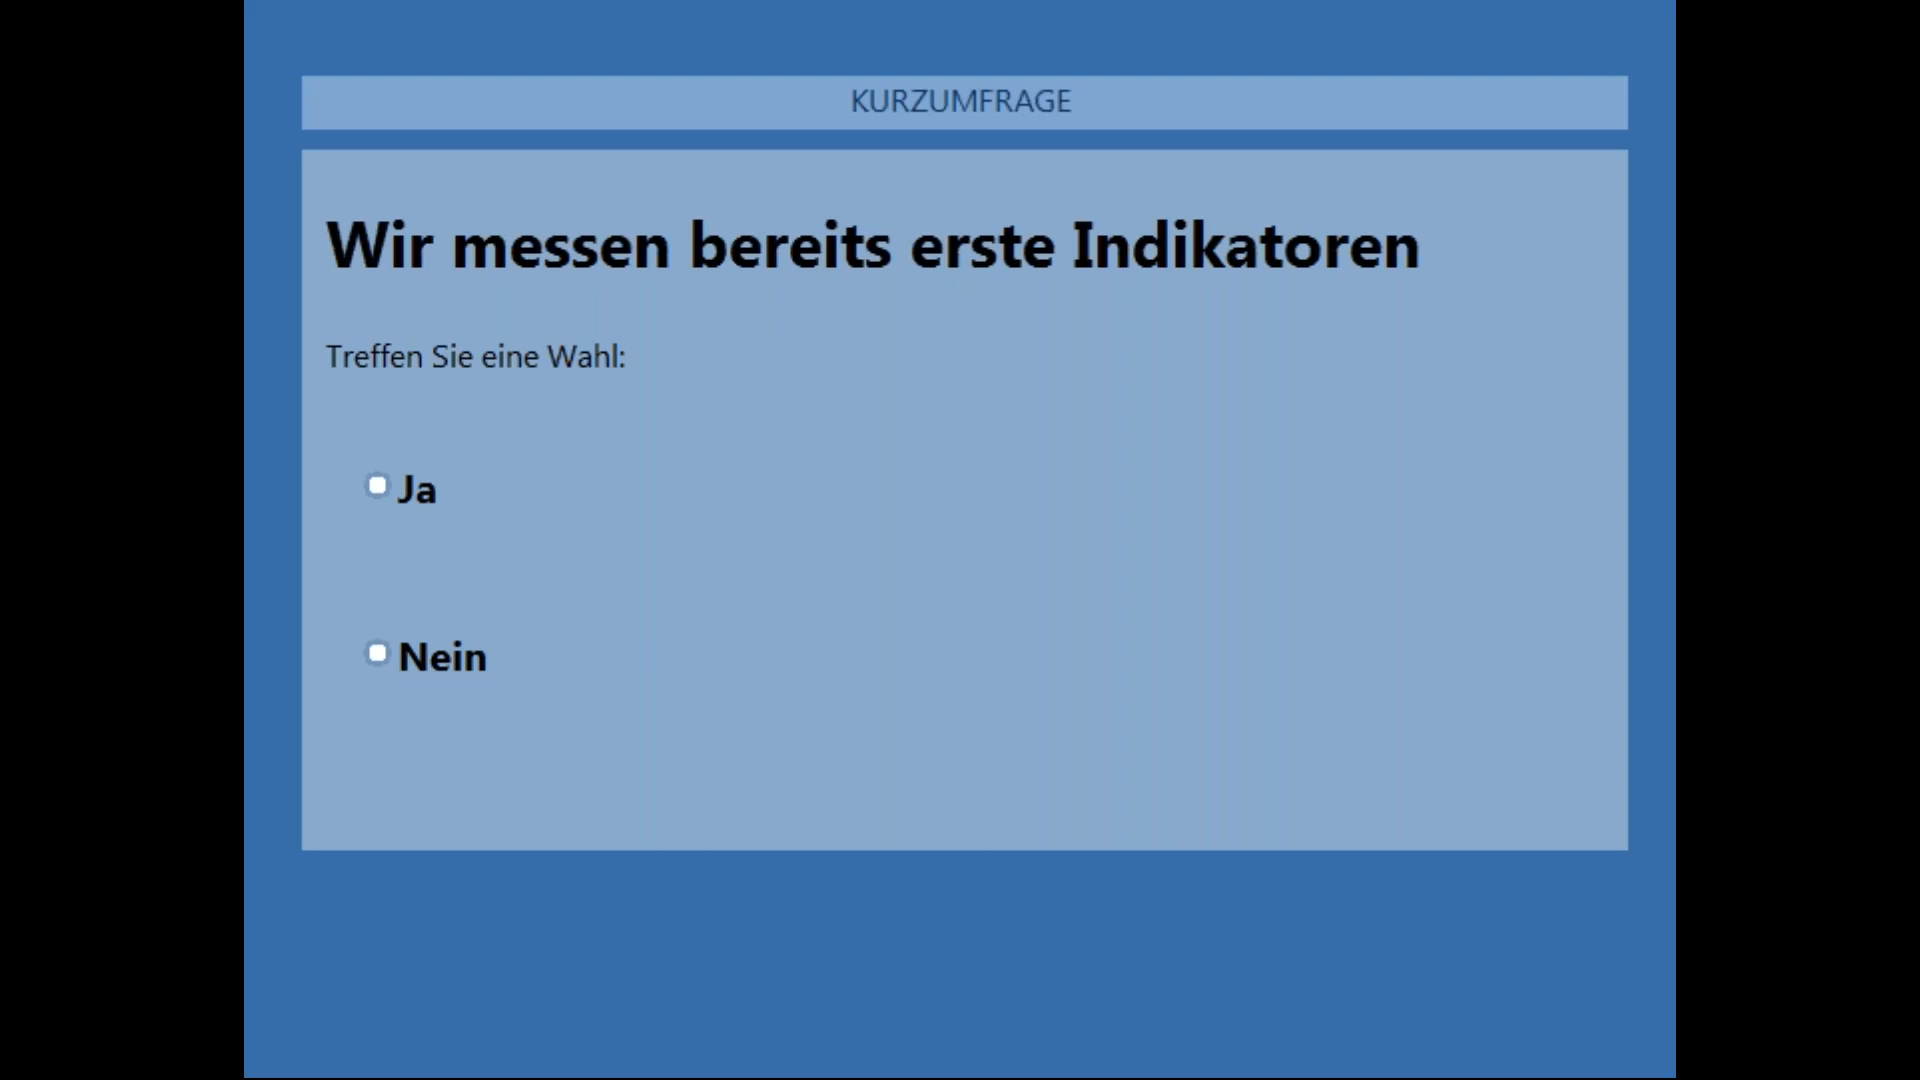 KURZUMFRAGE
Wir messen bereits erste Indikatoren
Treffen Sie eine Wahl:
Ja
Nein